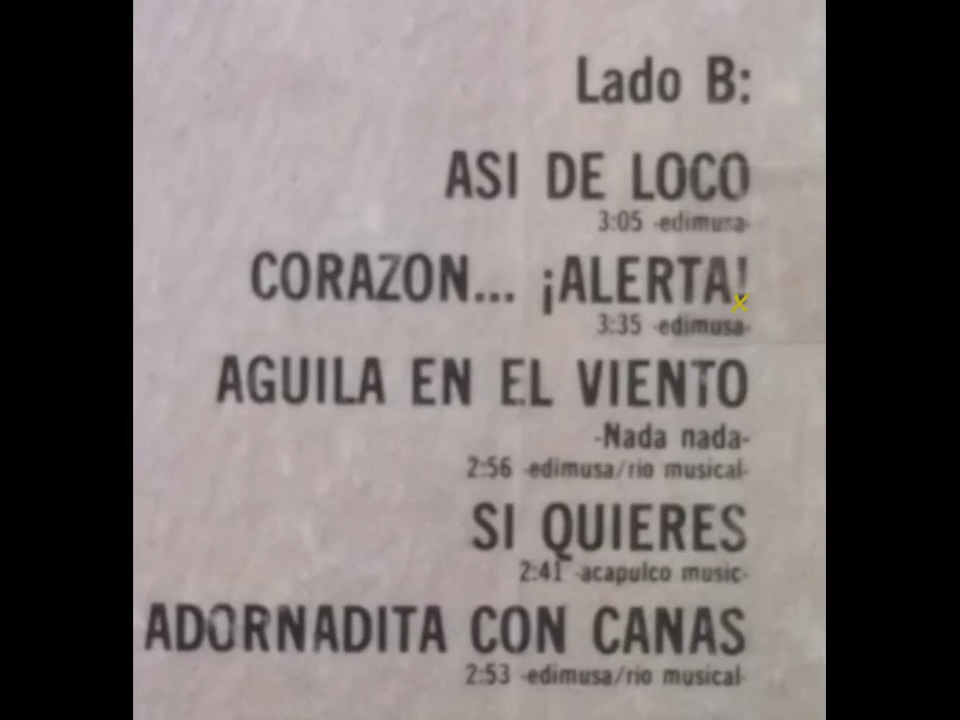 Lado B:
ASI DE LOCO
3:05 -edimusa-
CORAZON... ¡ALERTA!
3:35 -edimusa-
AGUILA EN EL VIENTO
-Nada nada-
2:56 -edimusa/rio musical-
SI QUIERES
2:41 -acapulco music-
ADORNADITA CON CANAS
2:53 -edimusa/rio musical-